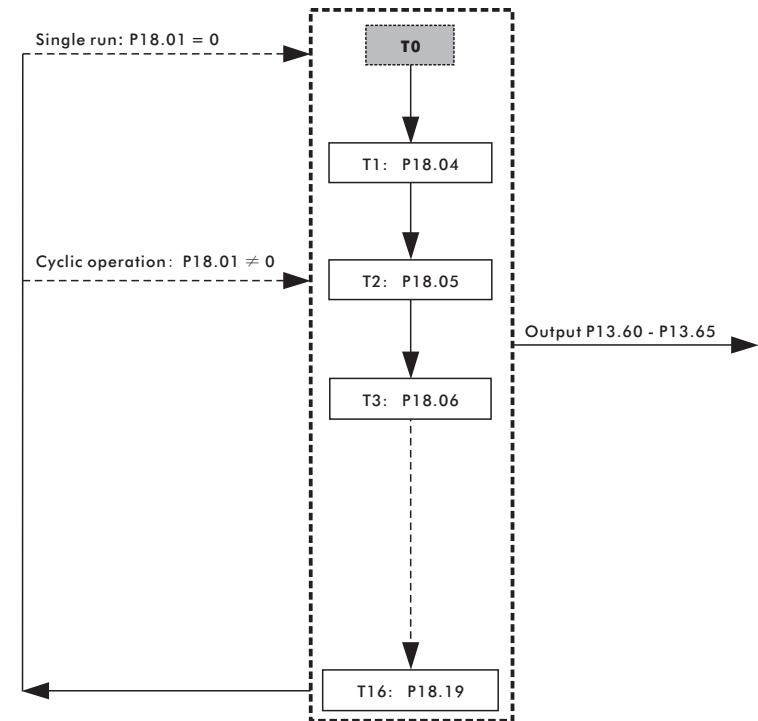 Single run: P18.01 = 0
T0
T1: P18.04
Cyclic operation: P18.01 ≠ 0
T2: P18.05
Output P13.60 - P13.65
T3: P18.06
T16: P18.19